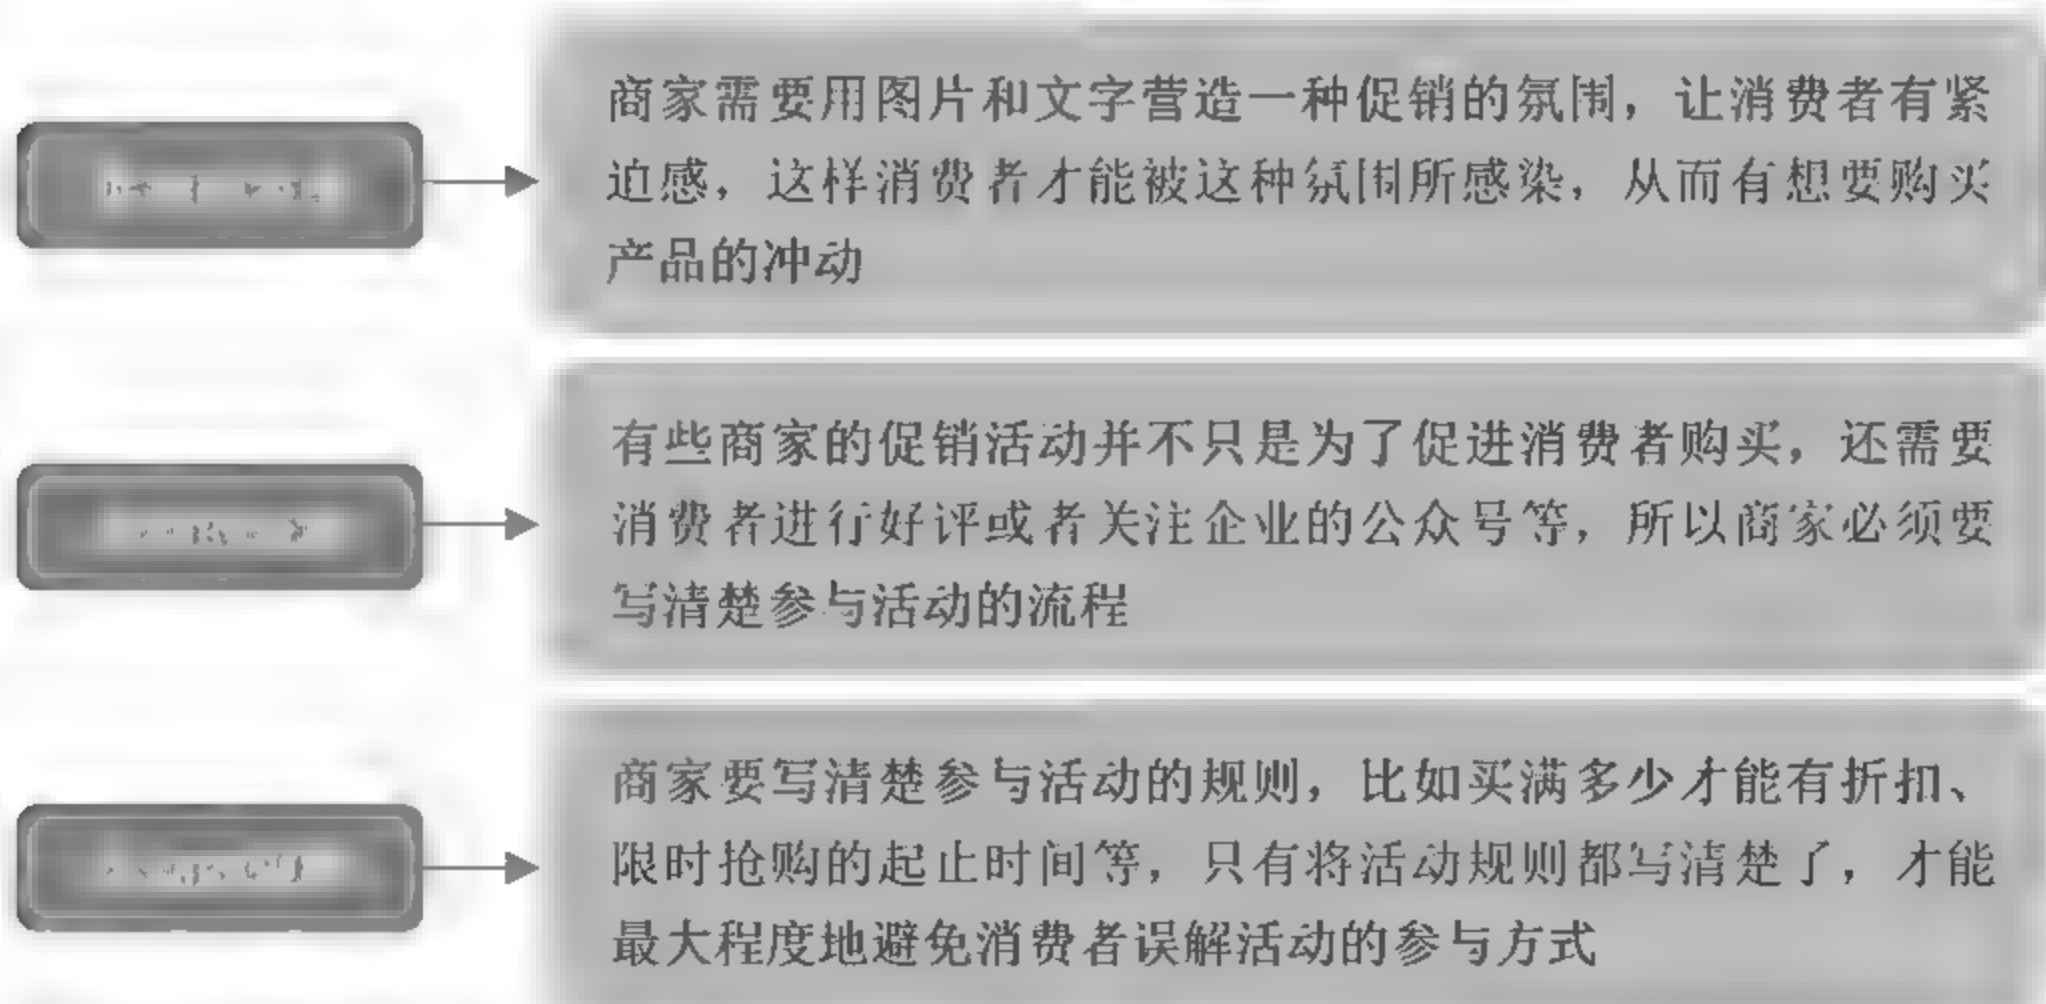 商家需要用图片和文字营造一种促销的氛围，让消费者有紧
迫感，这样消费者才能被这种氛围所感染，从而有想要购买
产品的冲动
有些商家的促销活动并不只是为了促进消费者购买，还需要
消费者进行好评或者关注企业的公众号等，所以商家必须要
写清楚参与活动的流程
商家要写清楚参与活动的规则，比如买满多少才能有折扣、
限时抢购的起止时间等，只有将活动规则都写清楚了，才能
最大程度地避免消费者误解活动的参与方式